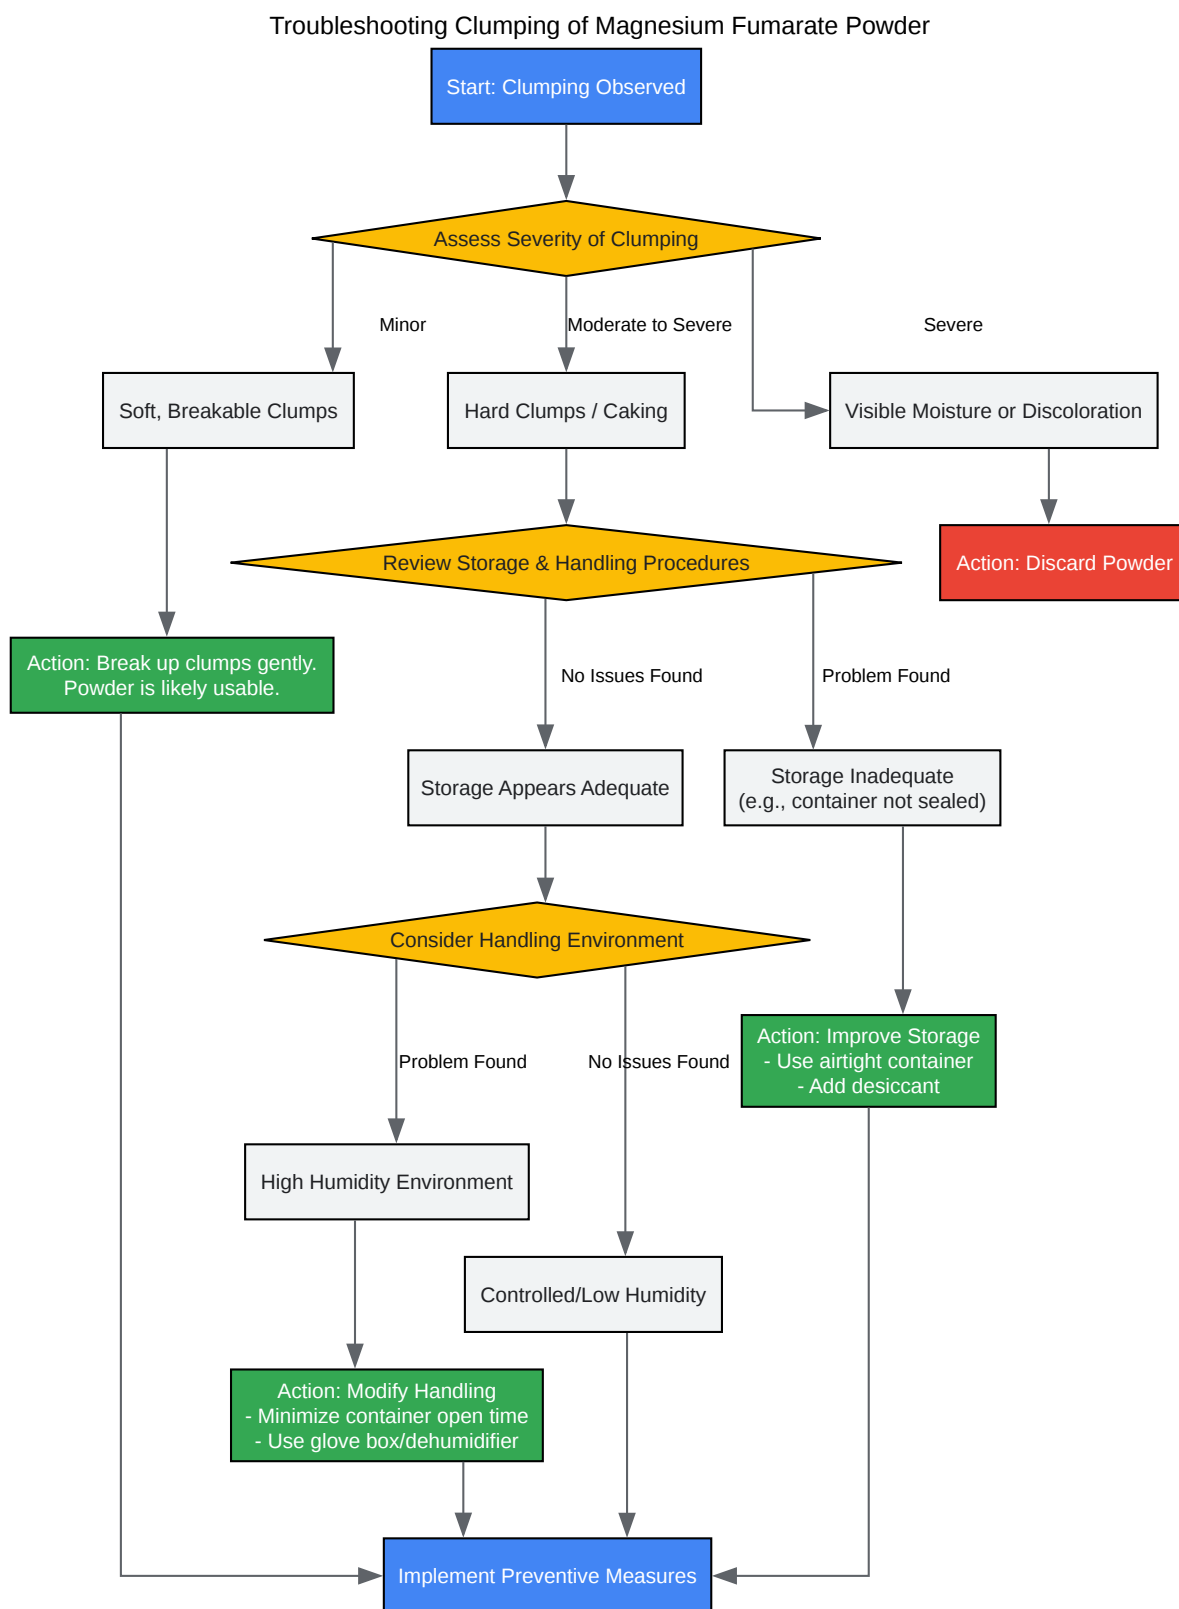 Troubleshooting Clumping of Magnesium Fumarate Powder
Start: Clumping Observed
Assess Severity of Clumping
Minor
Moderate to Severe
Severe
Soft, Breakable Clumps
Hard Clumps / Caking
Visible Moisture or Discoloration
Review Storage & Handling Procedures
Action: Discard Powder
Action: Break up clumps gently.
Powder is likely usable.
No Issues Found
Problem Found
Storage Appears Adequate
Storage Inadequate
(e.g., container not sealed)
Consider Handling Environment
Problem Found
No Issues Found
Action: Improve Storage
- Use airtight container
- Add desiccant
High Humidity Environment
Controlled/Low Humidity
Action: Modify Handling
- Minimize container open time
- Use glove box/dehumidifier
Implement Preventive Measures